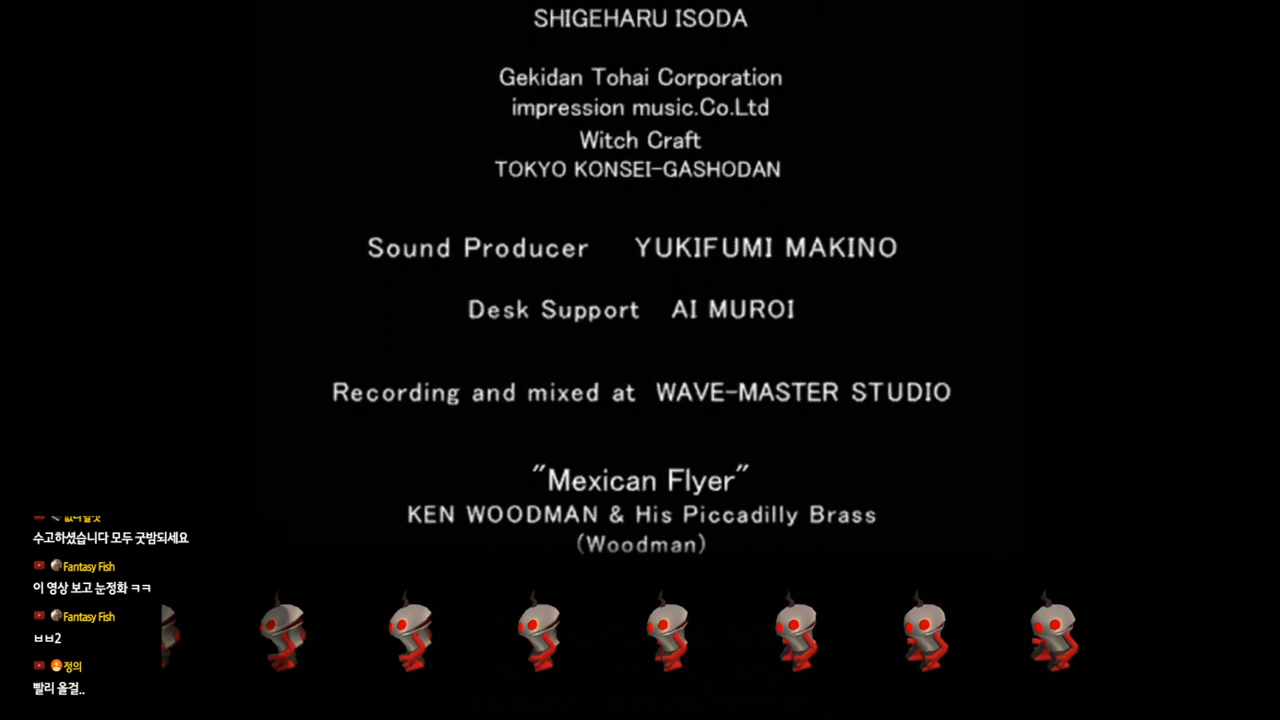 SHIGEHARU ISODA
Gekidan Tohai Corporation
impression music.Co.Ltd
Witch Craft
TOKYO KONSEI-GASHODAN
Sound Producer YUKIFUMI MAKINO
Desk Support AI MUROI
Recording and mixed at WAVE-MASTER STUDIO
"Mexican Flyer"
KEN WOODMAN & His Piccadilly Brass
(Woodman)
수고하셨습니다 모두 굿밤되세요
Fantasy Fish
이 영상 보고 눈정화 ㅋㅋ
Fantasy Fish
ㅂㅂ2
정의
빨리 올걸..